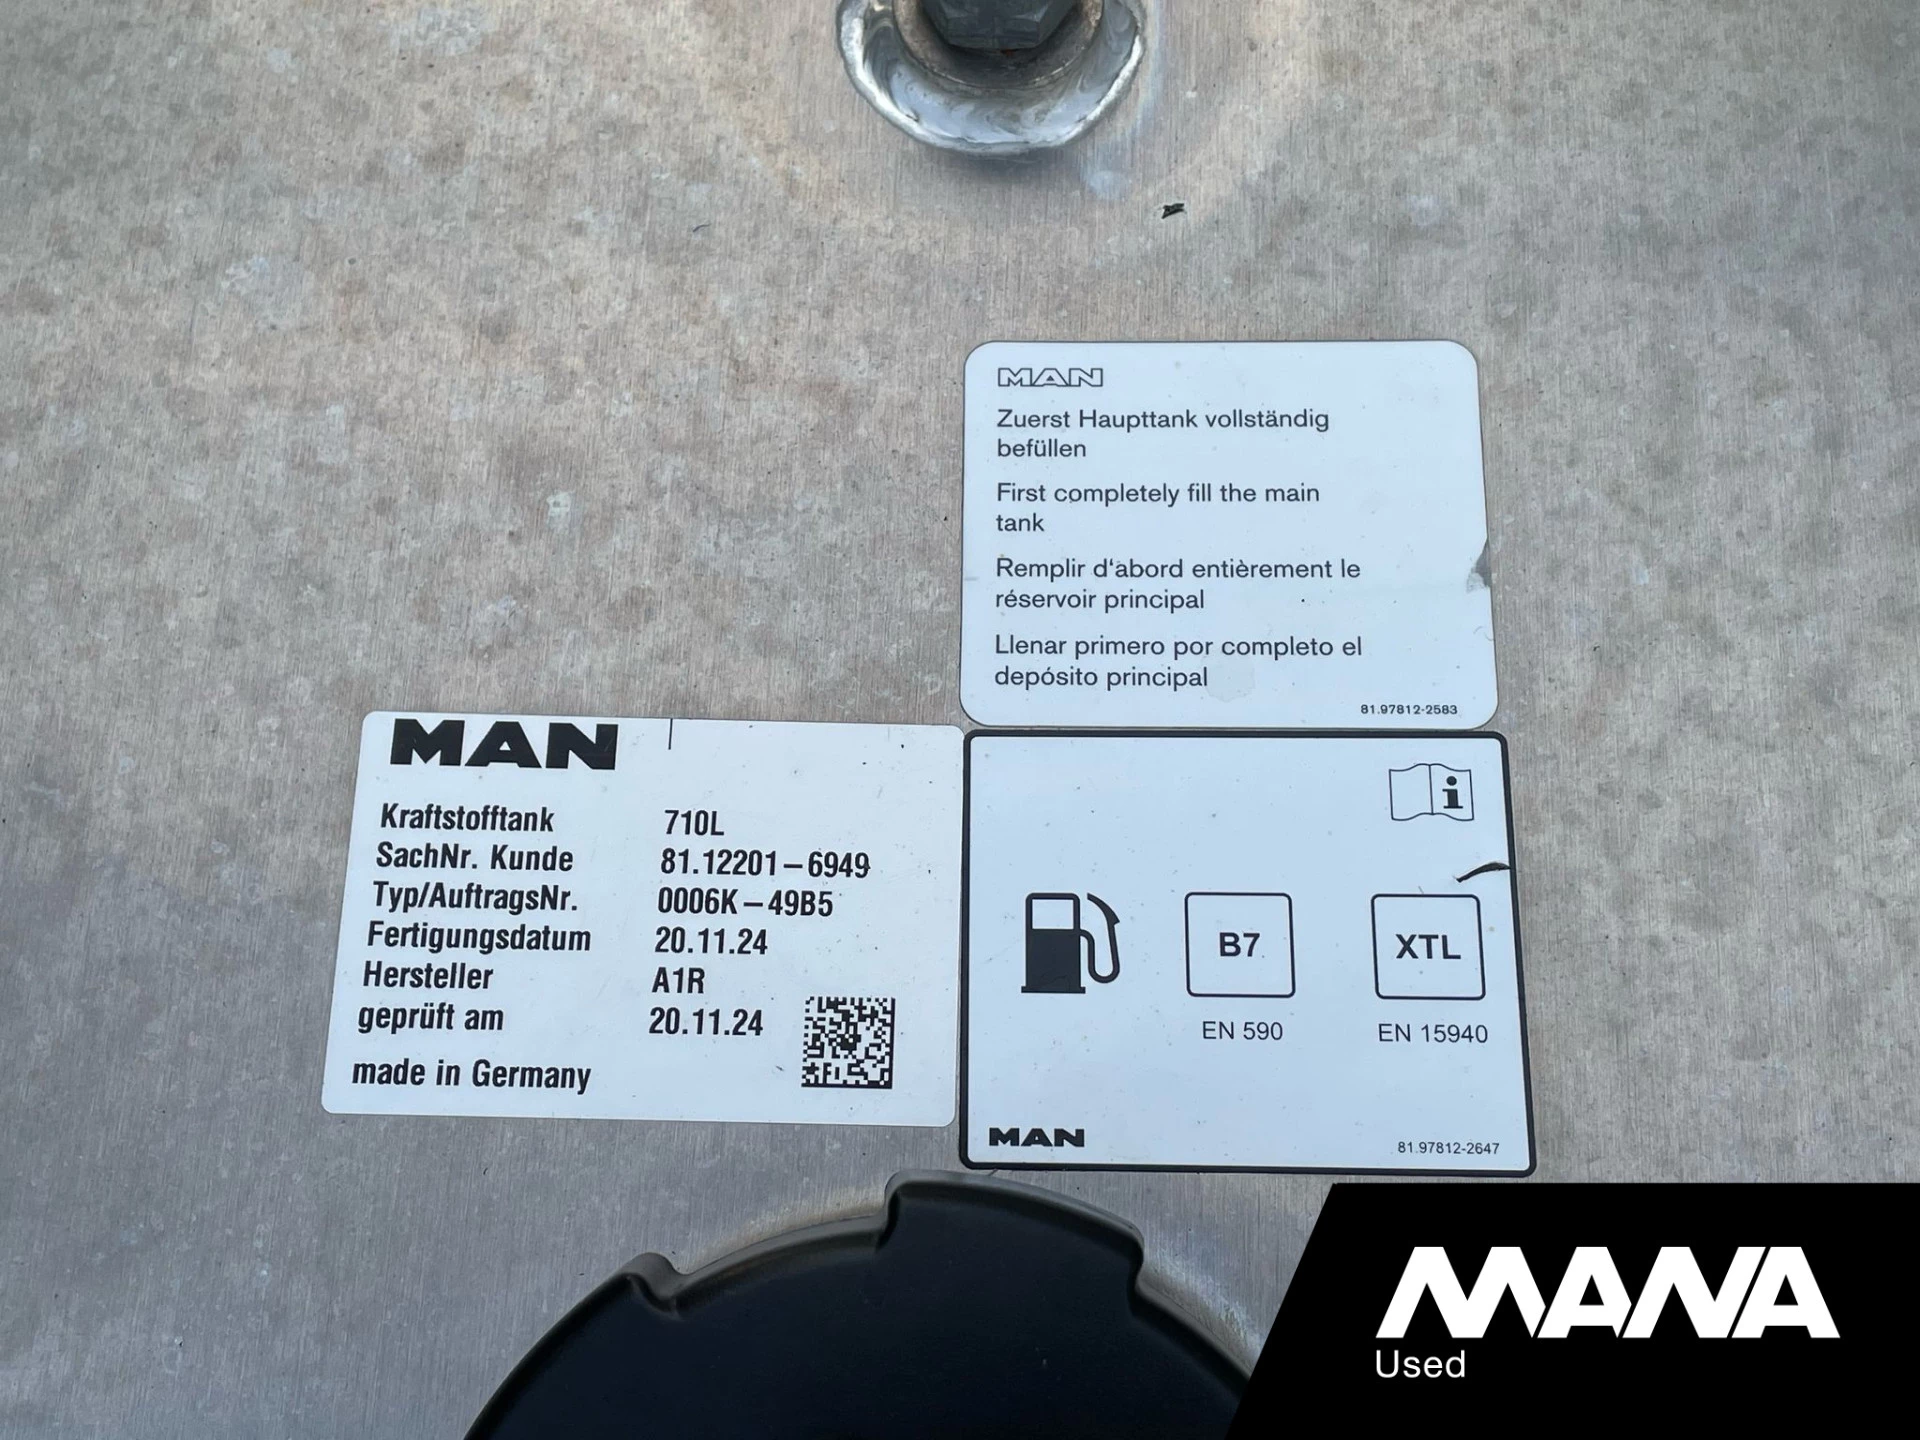 MAN
Zuerst Haupttank vollständig
befüllen
First completely fill the main
tank
Remplir d'abord entièrement le
réservoir principal
Llenar primero por completo el
depósito principal
81.97812-2583
MAN
Kraftstofftank 710L
SachNr. Kunde 81.12201-6949
Typ/AuftragsNr. 0006K-49B5
Fertigungsdatum 20.11.24
Hersteller A1R
geprüft am 20.11.24
made in Germany
i
B7 XTL
EN 590 EN 15940
MAN 81.97812-2647
MANA
Used